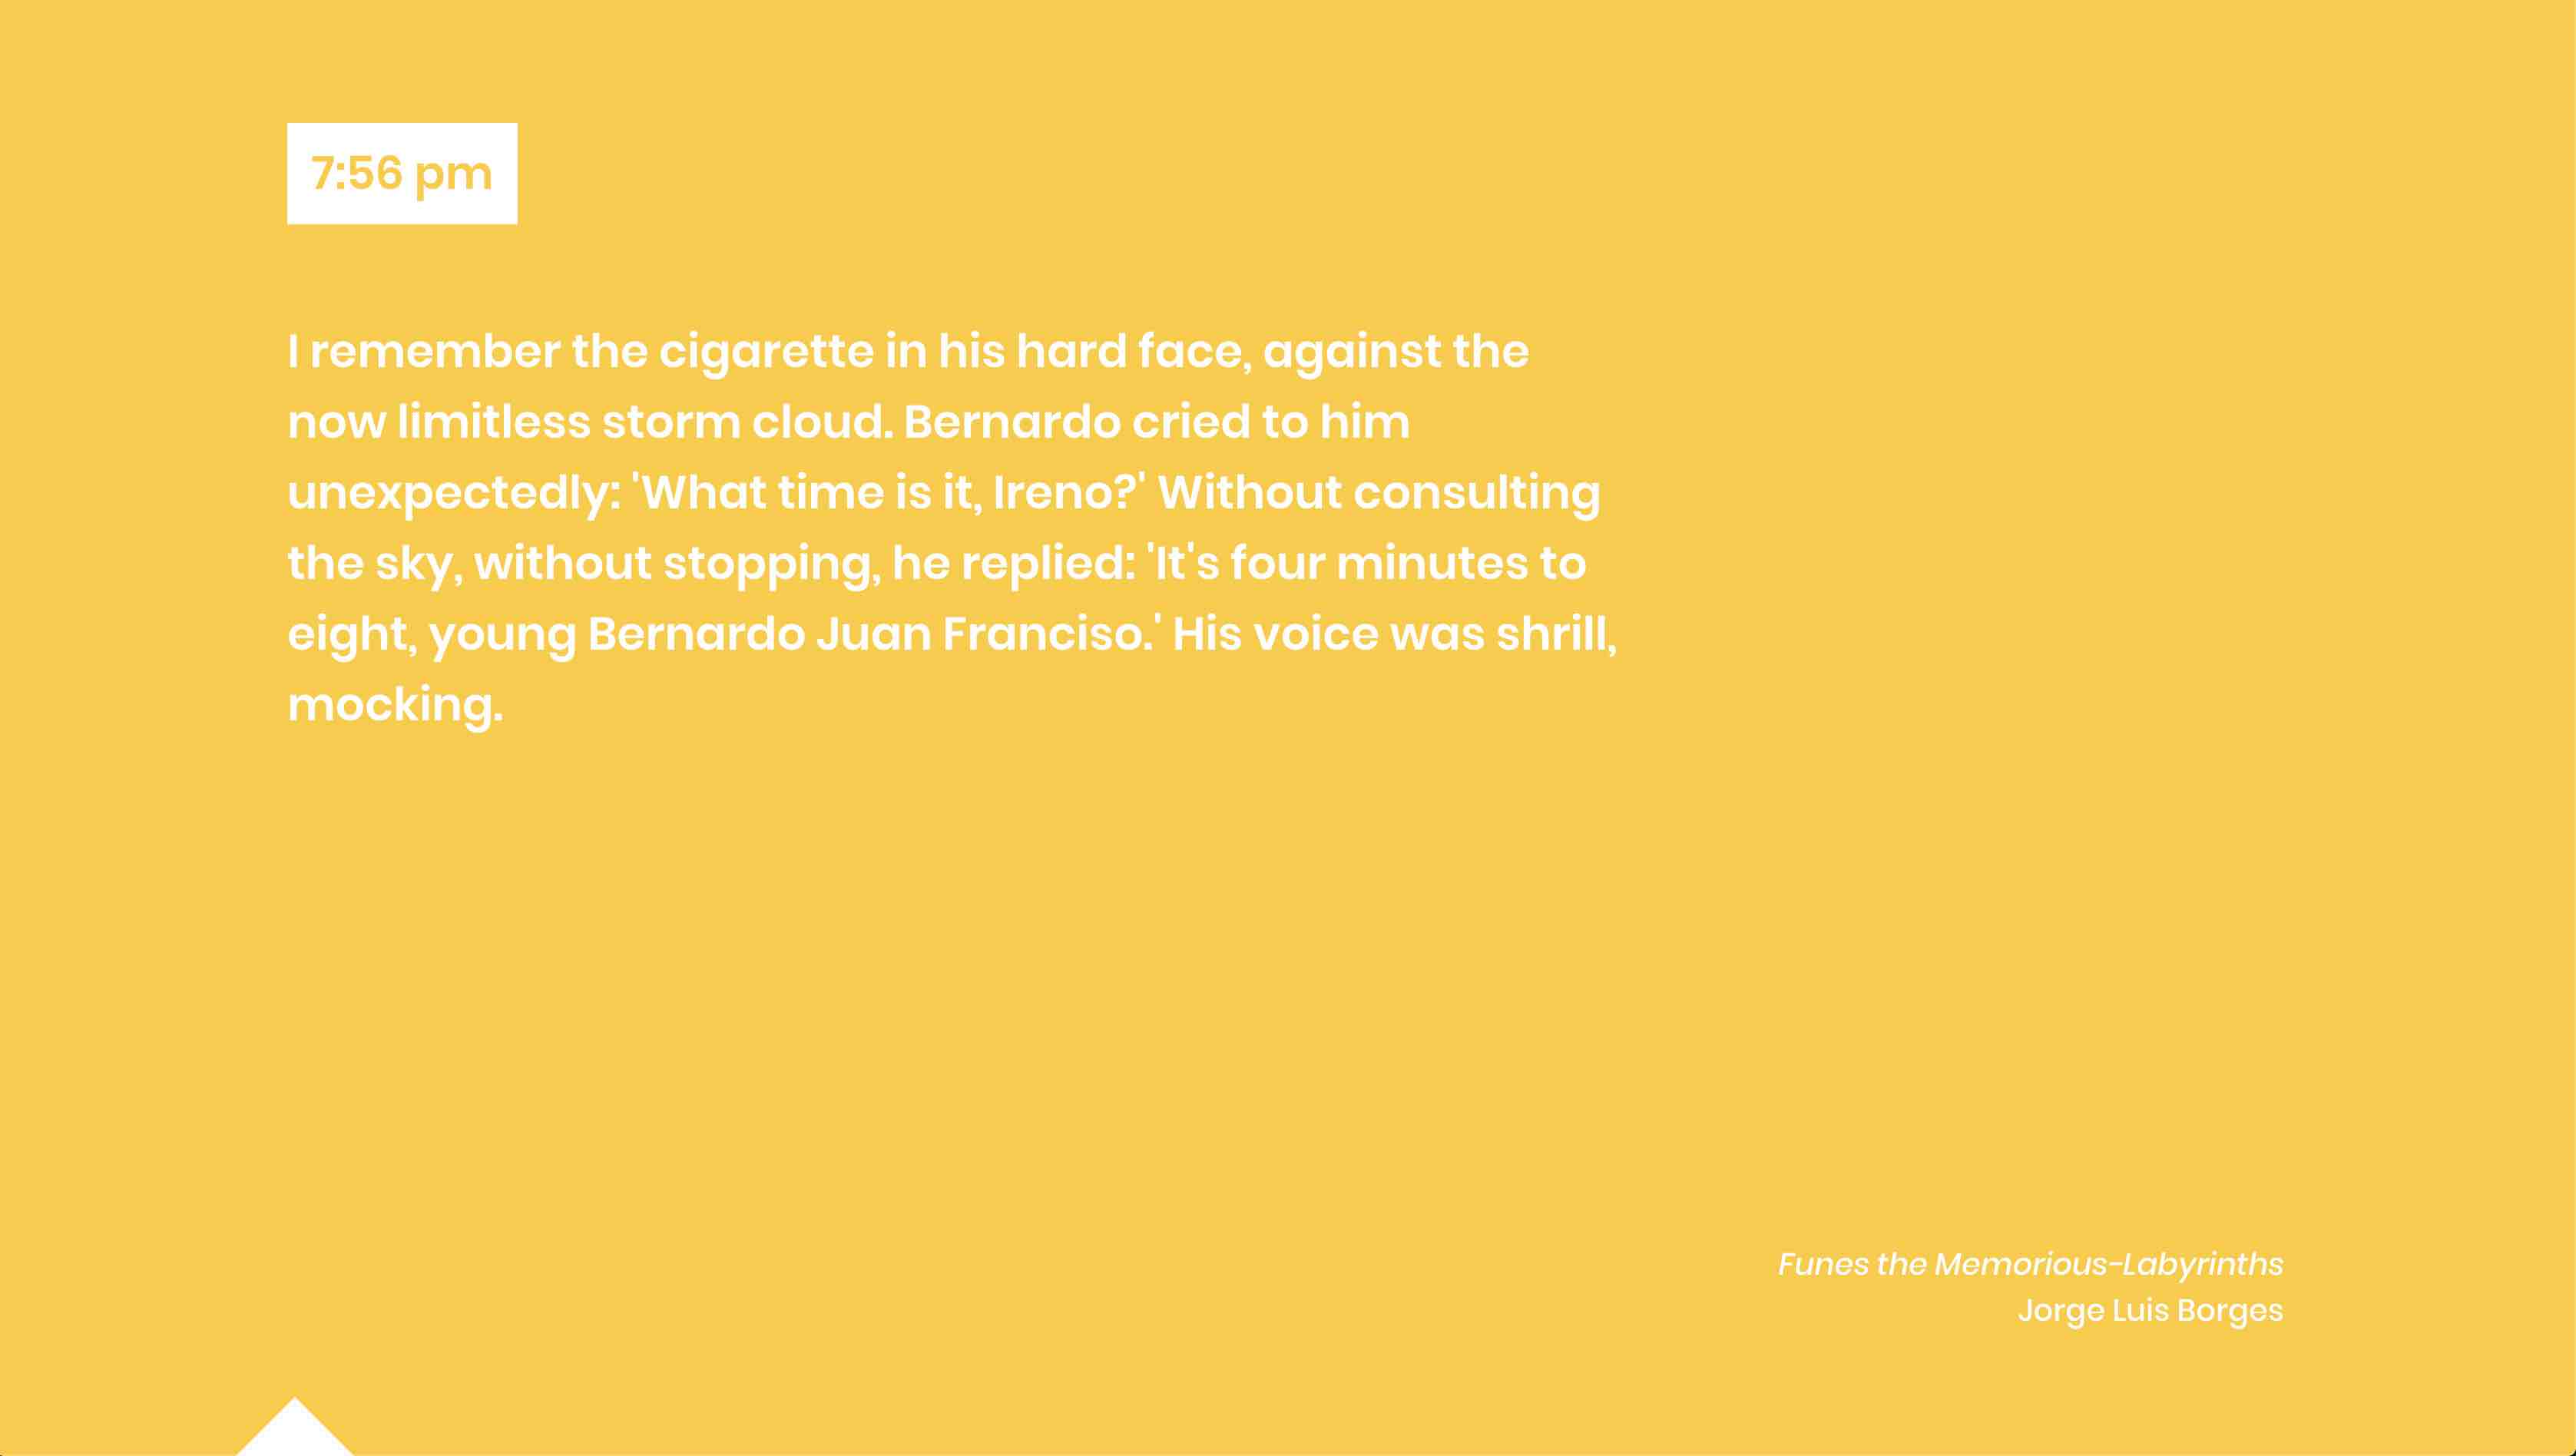 7:56 pm
I remember the cigarette in his hard face, against the
now limitless storm cloud. Bernardo cried to him
unexpectedly: 'What time is it, Ireno?' Without consulting
the sky, without stopping, he replied: 'It's four minutes to
eight, young Bernardo Juan Franciso.' His voice was shrill,
mocking.
Funes the Memorious-Labyrinths
Jorge Luis Borges